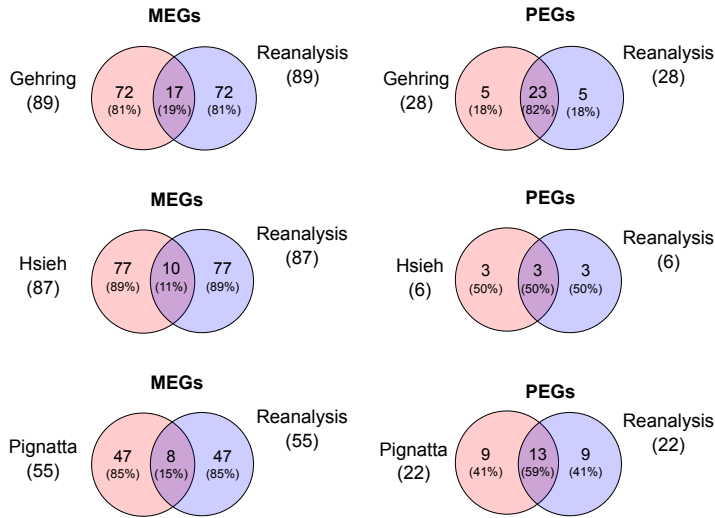 MEGs
Gehring
(89)
72
(81%)
17
(19%)
72
(81%)
Reanalysis
(89)
PEGs
Gehring
(28)
5
(18%)
23
(82%)
5
(18%)
Reanalysis
(28)
MEGs
Hsieh
(87)
77
(89%)
10
(11%)
77
(89%)
Reanalysis
(87)
PEGs
Hsieh
(6)
3
(50%)
3
(50%)
3
(50%)
Reanalysis
(6)
MEGs
Pignatta
(55)
47
(85%)
8
(15%)
47
(85%)
Reanalysis
(55)
PEGs
Pignatta
(22)
9
(41%)
13
(59%)
9
(41%)
Reanalysis
(22)